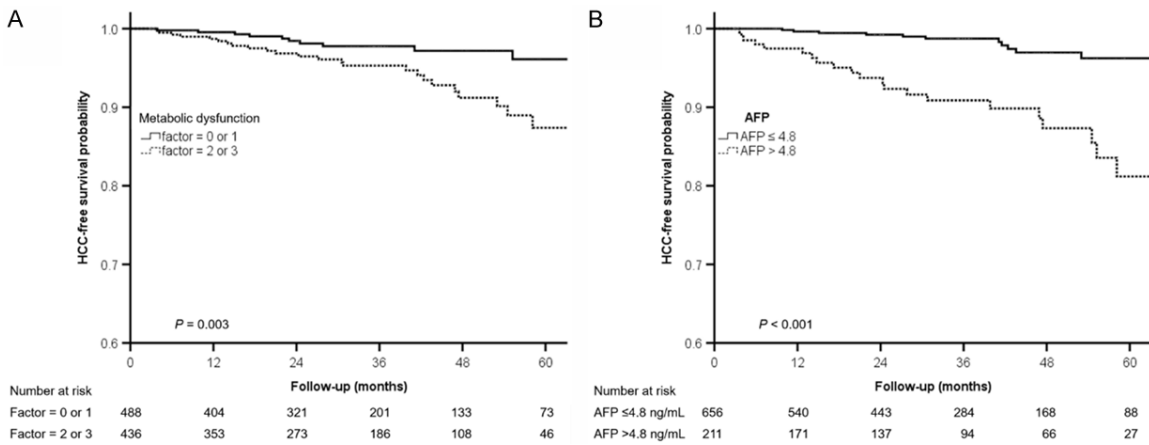 A
HCC-free survival probability
1.0
0.9
0.8
0.7
0.6
Metabolic dysfunction
factor = 0 or 1
factor = 2 or 3
P = 0.003
0 12 24 36 48 60
Follow-up (months)
Number at risk
Factor = 0 or 1 488 404 321 201 133 73
Factor = 2 or 3 436 353 273 186 108 46
B
HCC-free survival probability
1.0
0.9
0.8
0.7
0.6
AFP
AFP ≤ 4.8
AFP > 4.8
P < 0.001
0 12 24 36 48 60
Follow-up (months)
Number at risk
AFP ≤4.8 ng/mL 656 540 443 284 168 88
AFP >4.8 ng/mL 211 171 137 94 66 27